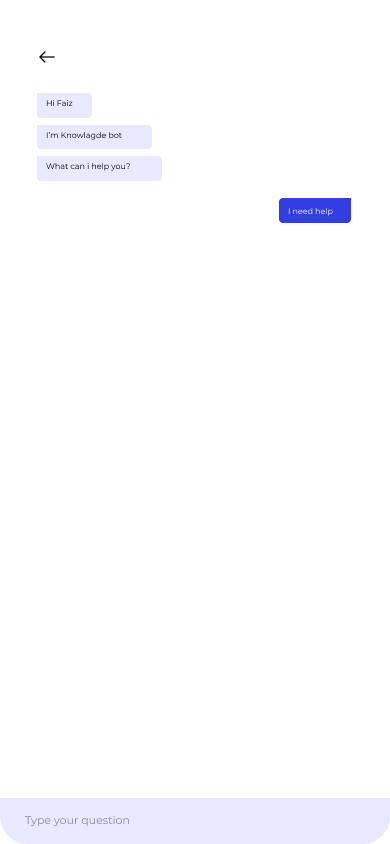 Hi Faiz
I'm Knowlagde bot
What can i help you?
I need help
Type your question